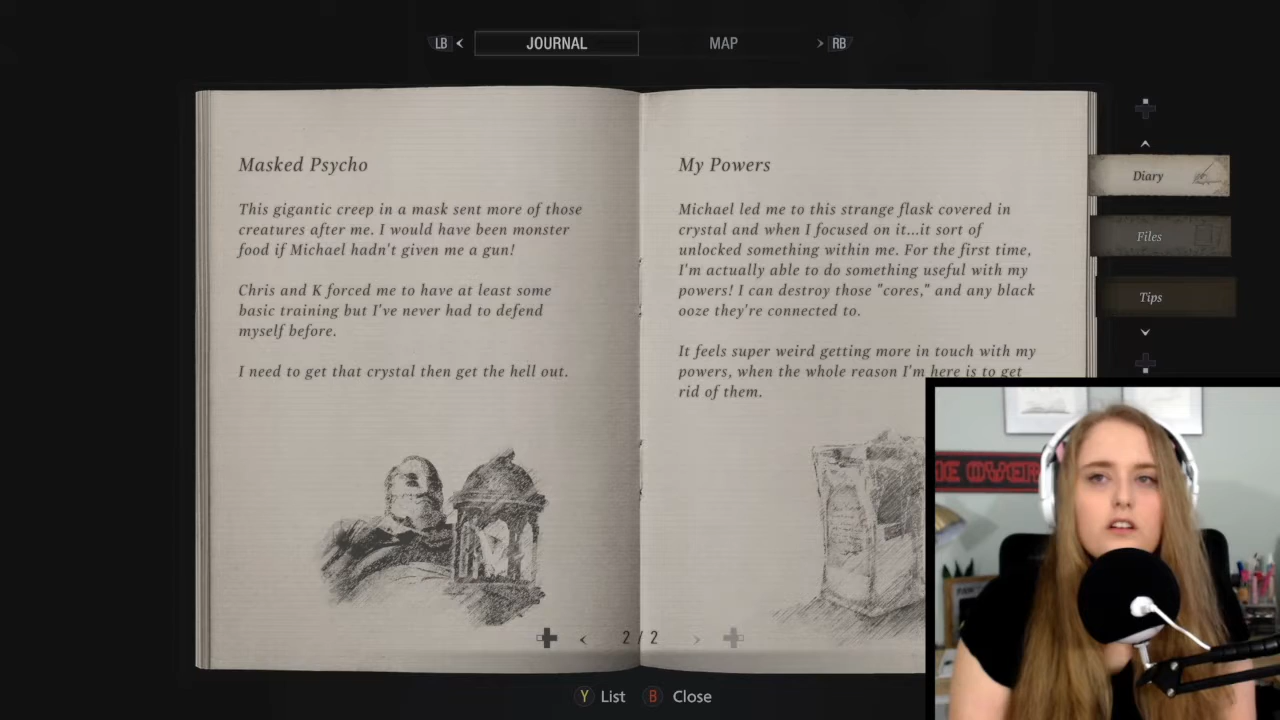 LB JOURNAL MAP RB
Masked Psycho
This gigantic creep in a mask sent more of those
creatures after me. I would have been monster
food if Michael hadn't given me a gun!
Chris and K forced me to have at least some
basic training but I've never had to defend
myself before.
I need to get that crystal then get the hell out.
My Powers
Michael led me to this strange flask covered in
crystal and when I focused on it...it sort of
unlocked something within me. For the first time,
I'm actually able to do something useful with my
powers! I can destroy those "cores," and any black
ooze they're connected to.
It feels super weird getting more in touch with my
powers, when the whole reason I'm here is to get
rid of them.
Diary
Files
Tips
2 / 2
Y List B Close